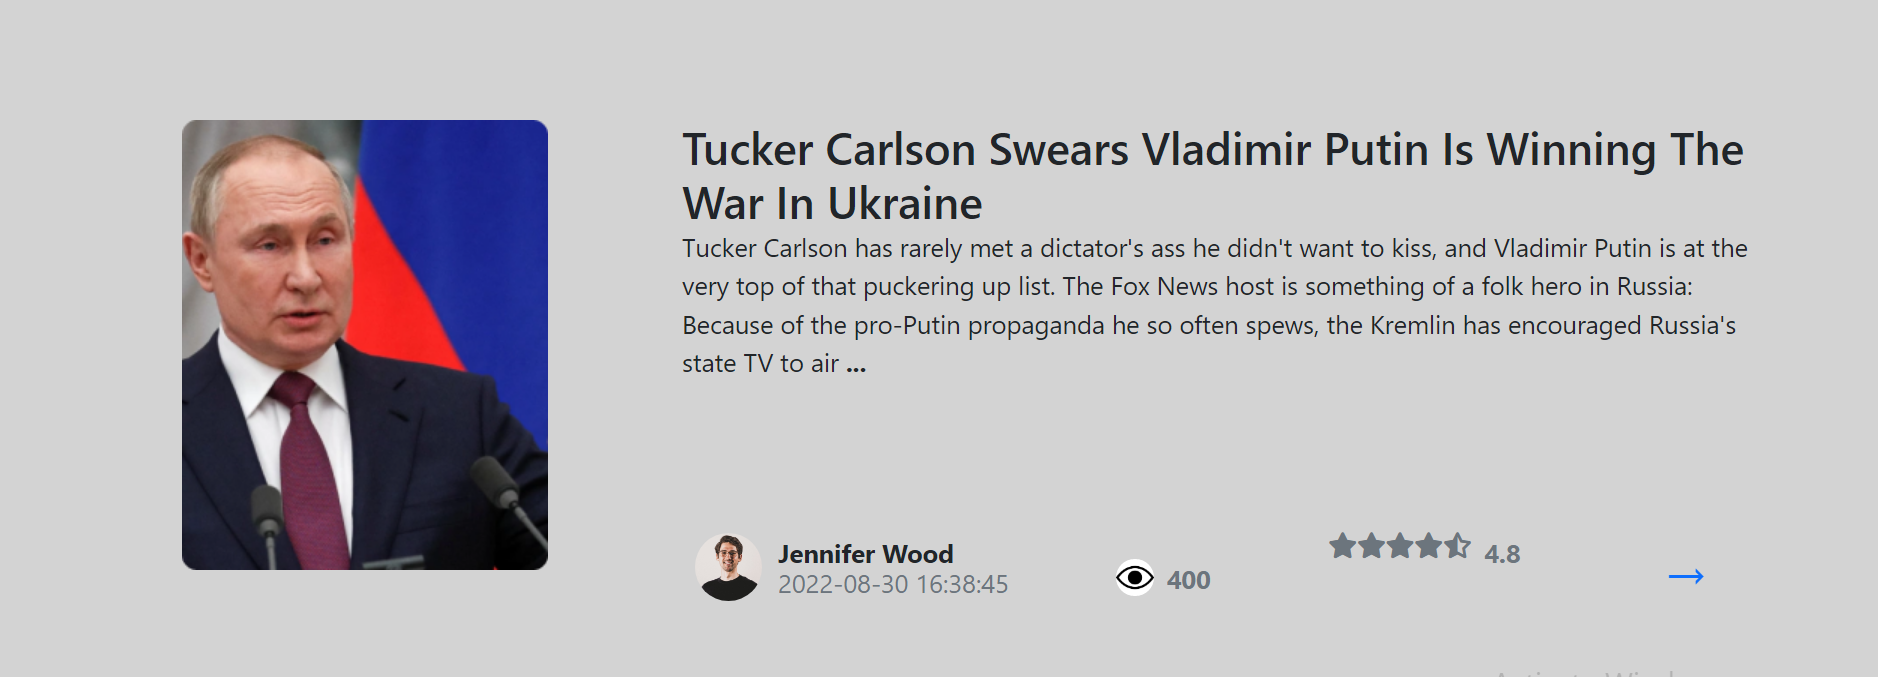 Tucker Carlson Swears Vladimir Putin Is Winning The
War In Ukraine
Tucker Carlson has rarely met a dictator's ass he didn't want to kiss, and Vladimir Putin is at the
very top of that puckering up list. The Fox News host is something of a folk hero in Russia:
Because of the pro-Putin propaganda he so often spews, the Kremlin has encouraged Russia's
state TV to air ...
Jennifer Wood
2022-08-30 16:38:45
400
4.8